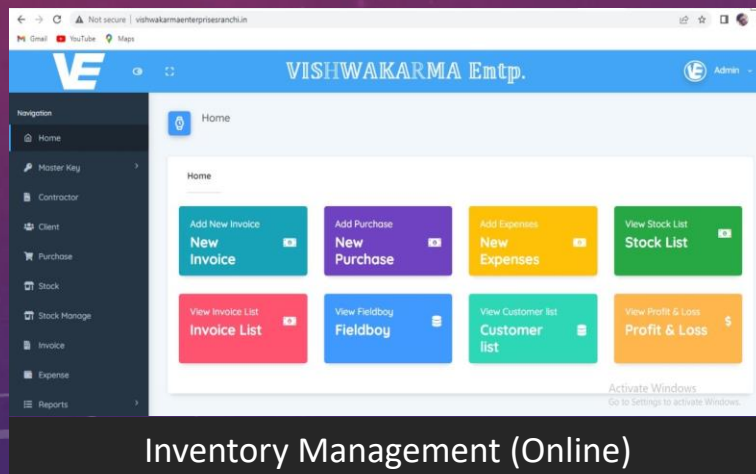 Not secure | vishwakarmaenterprisesranchi.in
Gmail YouTube Maps
VE VISHWAKARMA Entp. VE Admin
Navigation
Home
Master Key
Contractor
Client
Purchase
Stock
Stock Manage
Invoice
Expense
Reports
Home
Home
Add New Invoice
New
Invoice
Add Purchase
New
Purchase
Add Expenses
New
Expenses
View Stock List
Stock List
View Invoice List
Invoice List
View Fieldboy
Fieldboy
View Customer list
Customer
list
View Profit & Loss
Profit & Loss
$
Activate Windows
Go to Settings to activate Windows.
Inventory Management (Online)